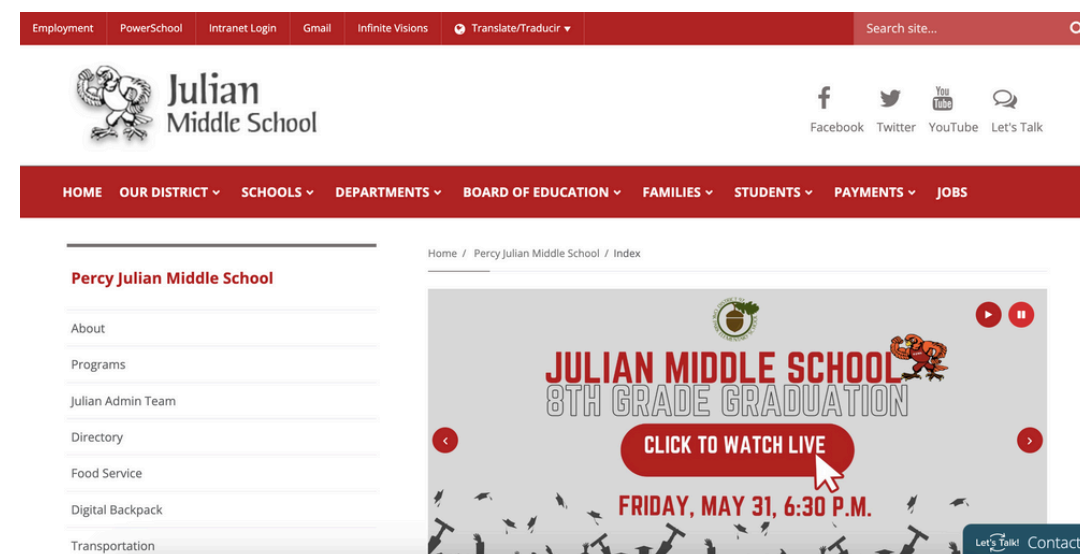 Employment PowerSchool Intranet Login Gmail Infinite Visions Translate/Traducir Search site...
Julian
Middle School
Facebook Twitter YouTube Let's Talk
You
Tube
HOME OUR DISTRICT SCHOOLS DEPARTMENTS BOARD OF EDUCATION FAMILIES STUDENTS PAYMENTS JOBS
Home / Percy Julian Middle School / Index
Percy Julian Middle School
About
Programs
Julian Admin Team
Directory
Food Service
Digital Backpack
Transportation
JULIAN MIDDLE SCHOOL
8TH GRADE GRADUATION
CLICK TO WATCH LIVE
FRIDAY, MAY 31, 6:30 P.M.
Let's Talk! Contact